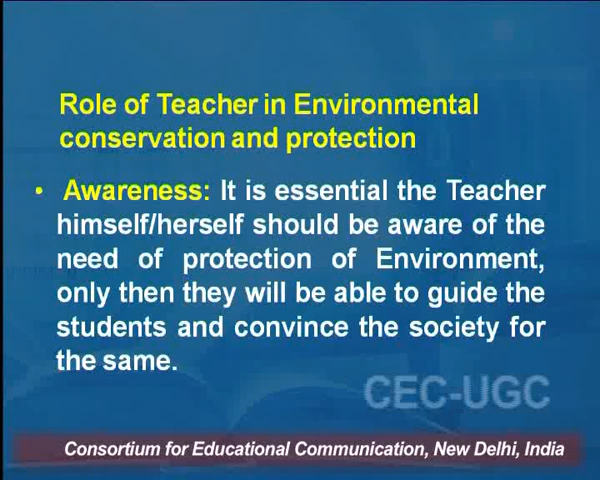 Role of Teacher in Environmental
conservation and protection
• Awareness: It is essential the Teacher
himself/herself should be aware of the
need of protection of Environment,
only then they will be able to guide the
students and convince the society for
the same.
CEC-UGC
Consortium for Educational Communication, New Delhi, India